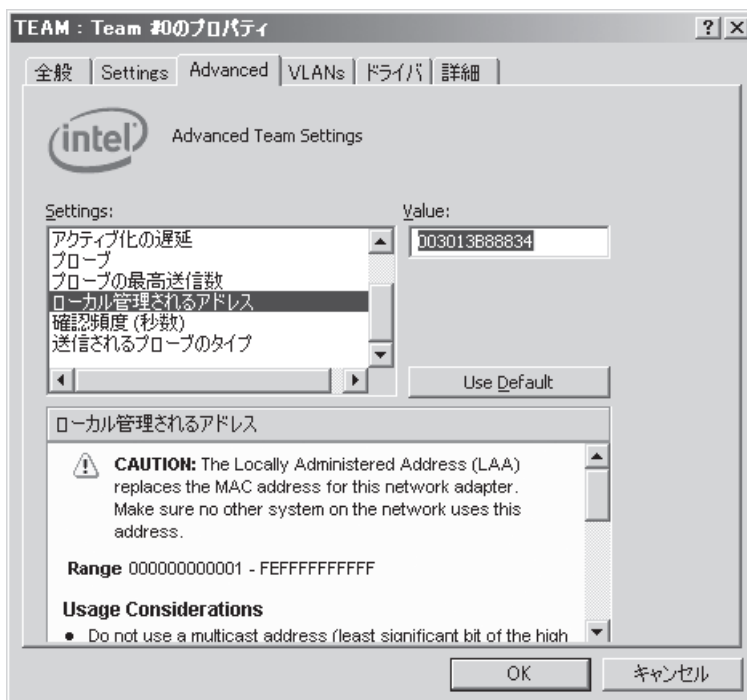 TEAM : Team #0のプロパティ
全般 Settings Advanced VLANs ドライバ 詳細
intel
Advanced Team Settings
Settings:
アクティブ化の遅延
プローブ
プローブの最高送信数
ローカル管理されるアドレス
確認頻度 (秒数)
送信されるプローブのタイプ
Value:
003013B88834
Use Default
ローカル管理されるアドレス
CAUTION: The Locally Administered Address (LAA)
replaces the MAC address for this network adapter.
Make sure no other system on the network uses this
address.
Range 000000000001 - FEFFFFFFFFFF
Usage Considerations
• Do not use a multicast address (least significant bit of the high
OK キャンセル